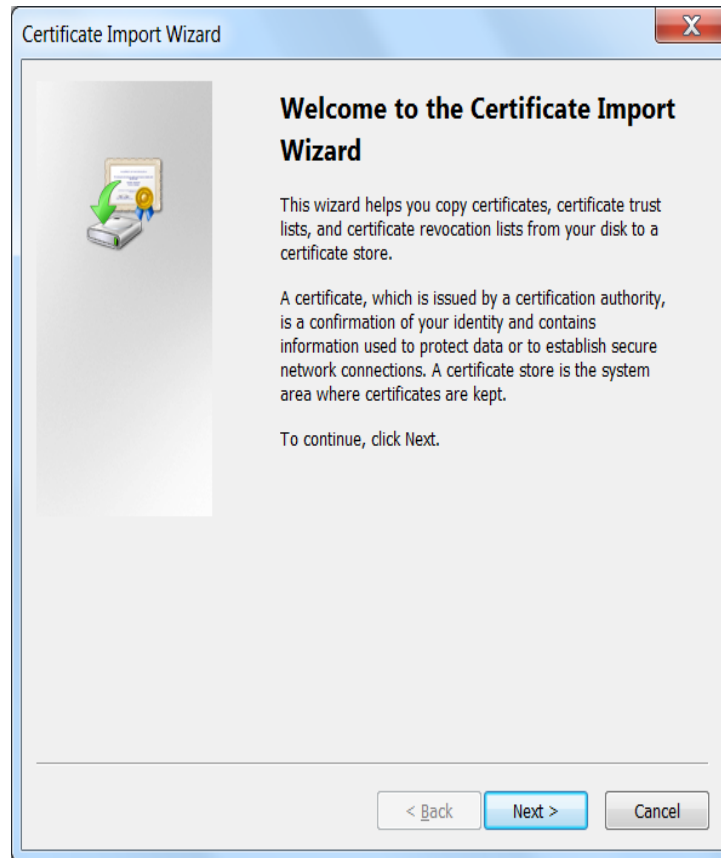 Certificate Import Wizard
X
Welcome to the Certificate Import
Wizard
This wizard helps you copy certificates, certificate trust
lists, and certificate revocation lists from your disk to a
certificate store.
A certificate, which is issued by a certification authority,
is a confirmation of your identity and contains
information used to protect data or to establish secure
network connections. A certificate store is the system
area where certificates are kept.
To continue, click Next.
< Back Next > Cancel